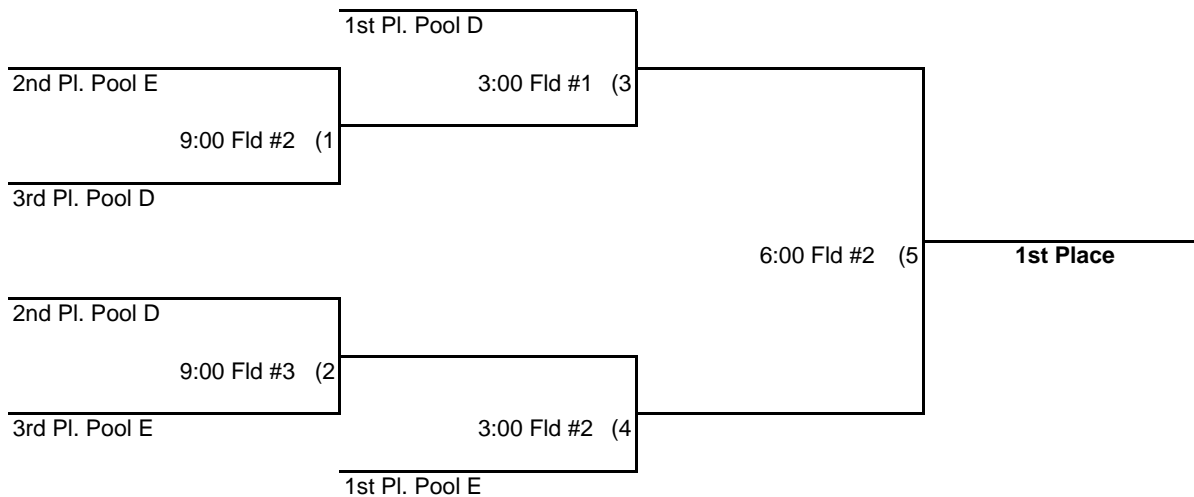 1st Pl. Pool D
2nd Pl. Pool E
3:00 Fld #1 (3
9:00 Fld #2 (1
3rd Pl. Pool D
6:00 Fld #2 (5
1st Place
2nd Pl. Pool D
9:00 Fld #3 (2
3rd Pl. Pool E
3:00 Fld #2 (4
1st Pl. Pool E